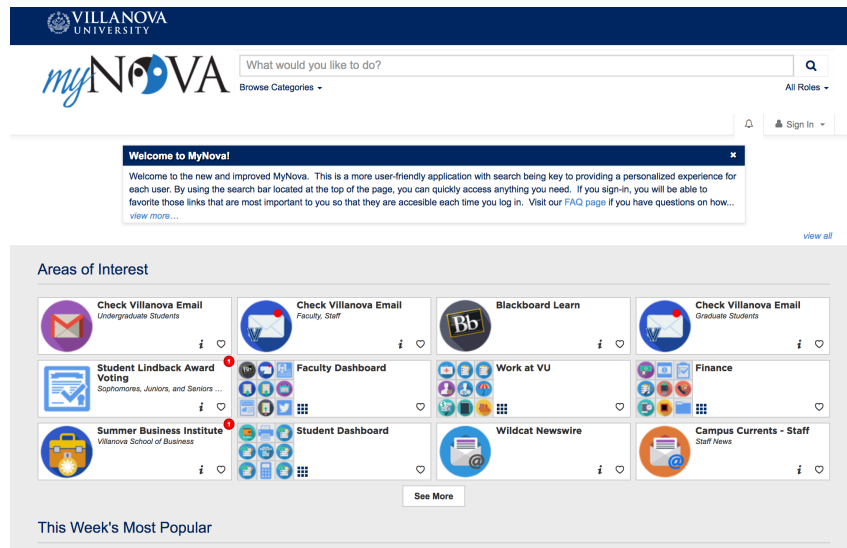 VILLANOVA
UNIVERSITY
myNOVA
What would you like to do?
Browse Categories
All Roles
Sign In
Welcome to MyNova!
Welcome to the new and improved MyNova. This is a more user-friendly application with search being key to providing a personalized experience for
each user. By using the search bar located at the top of the page, you can quickly access anything you need. If you sign-in, you will be able to
favorite those links that are most important to you so that they are accesible each time you log in. Visit our FAQ page if you have questions on how...
view more...
view all
Areas of Interest
Check Villanova Email
Undergraduate Students
i
V
Check Villanova Email
Faculty, Staff
i
Bb
Blackboard Learn
i
V
Check Villanova Email
Graduate Students
i
Student Lindback Award
Voting
Sophomores, Juniors, and Seniors ...
1
i
Faculty Dashboard
Work at VU
Finance
Summer Business Institute
Villanova School of Business
1
i
Student Dashboard
@
Wildcat Newswire
i
@
Campus Currents - Staff
Staff News
i
See More
This Week's Most Popular